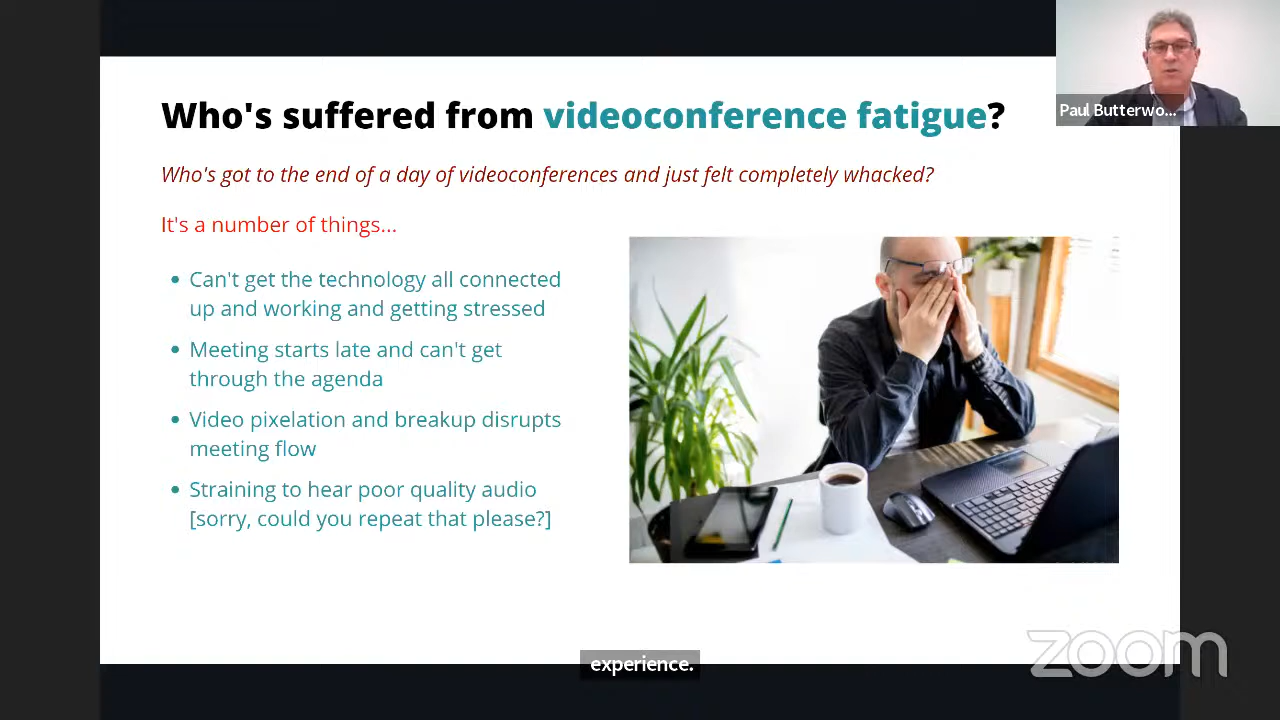 Who's suffered from videoconference fatigue?
Paul Butterwo...
Who's got to the end of a day of videoconferences and just felt completely whacked?
It's a number of things...
• Can't get the technology all connected
up and working and getting stressed
• Meeting starts late and can't get
through the agenda
• Video pixelation and breakup disrupts
meeting flow
• Straining to hear poor quality audio
[sorry, could you repeat that please?]
zoom
experience.